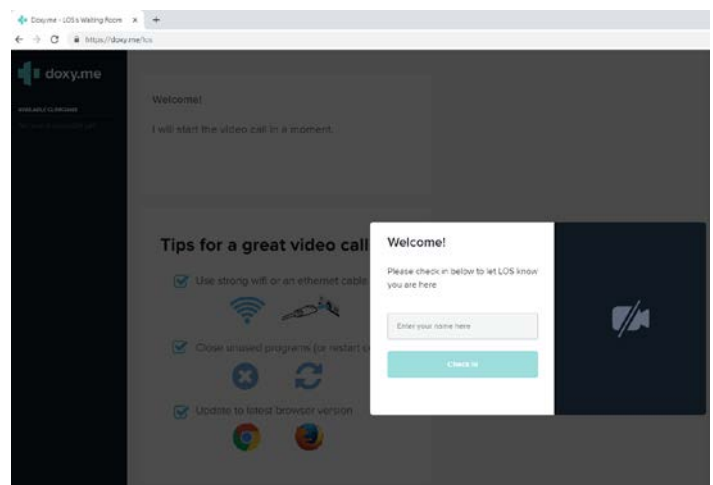 Doxy.me - LOS's Waiting Room
https://doxy.me/los
doxy.me
Welcome!
I will start the video call in a moment.
Tips for a great video call
Use strong wifi or an ethernet cable
Close unused programs (or restart
Update to latest browser version
Welcome!
Please check in below to let LOS know
you are here
Enter your name here
Check in